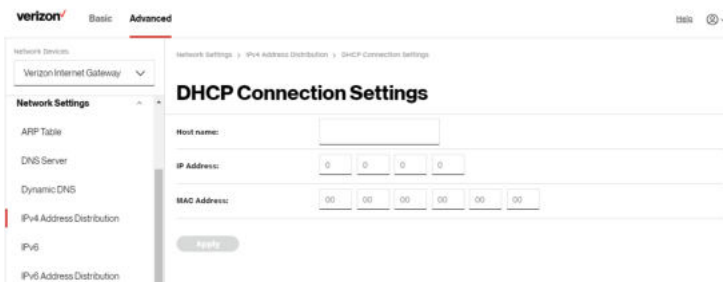 verizon
Basic
Advanced
Help
Network Devices:
Verizon Internet Gateway
Network Settings > IPv4 Address Distribution > DHCP Connection Settings
Network Settings
DHCP Connection Settings
ARP Table
Host name:
DNS Server
IP Address:
0 0 0 0
Dynamic DNS
MAC Address:
00 00 00 00 00 00
IPv4 Address Distribution
IPv6
Apply
IPv6 Address Distribution